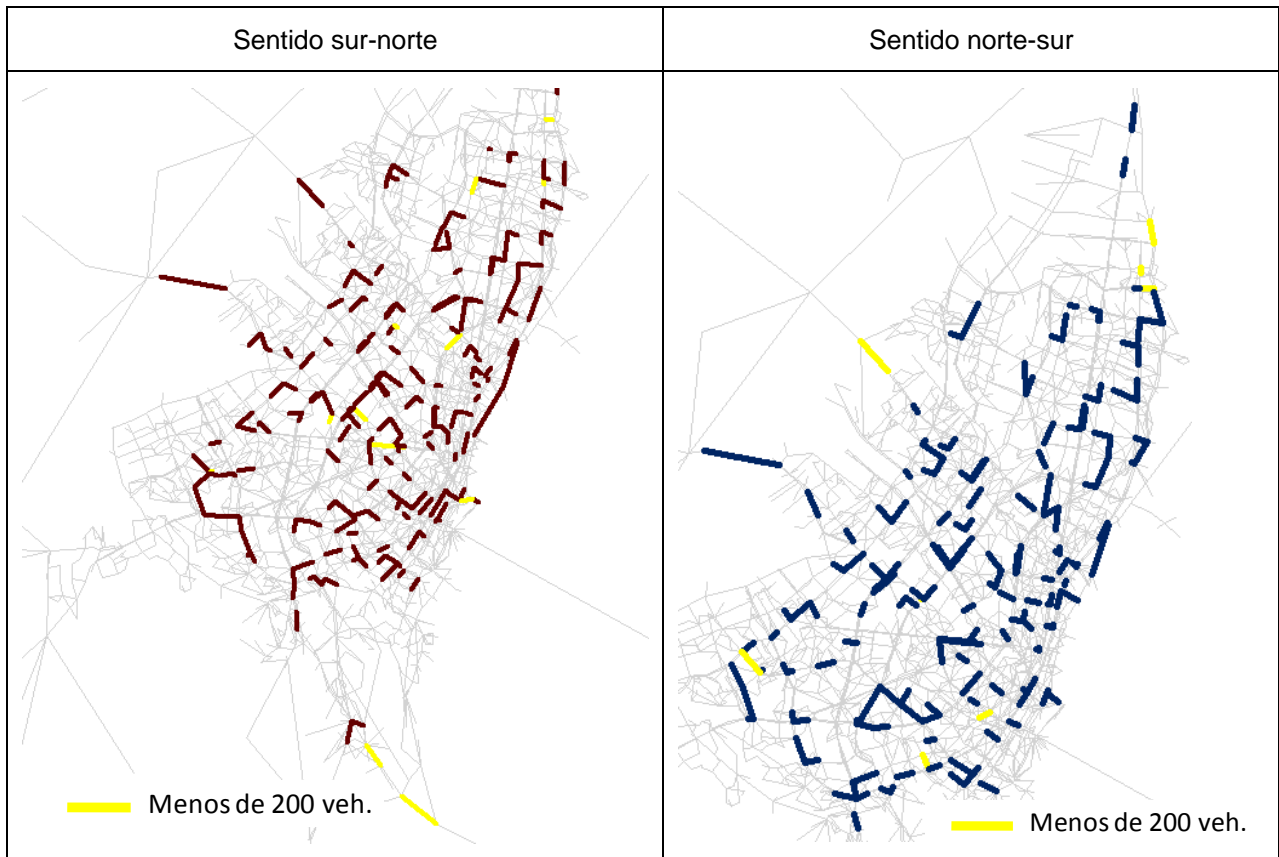 Sentido sur-norte
Sentido norte-sur
Menos de 200 veh.
Menos de 200 veh.